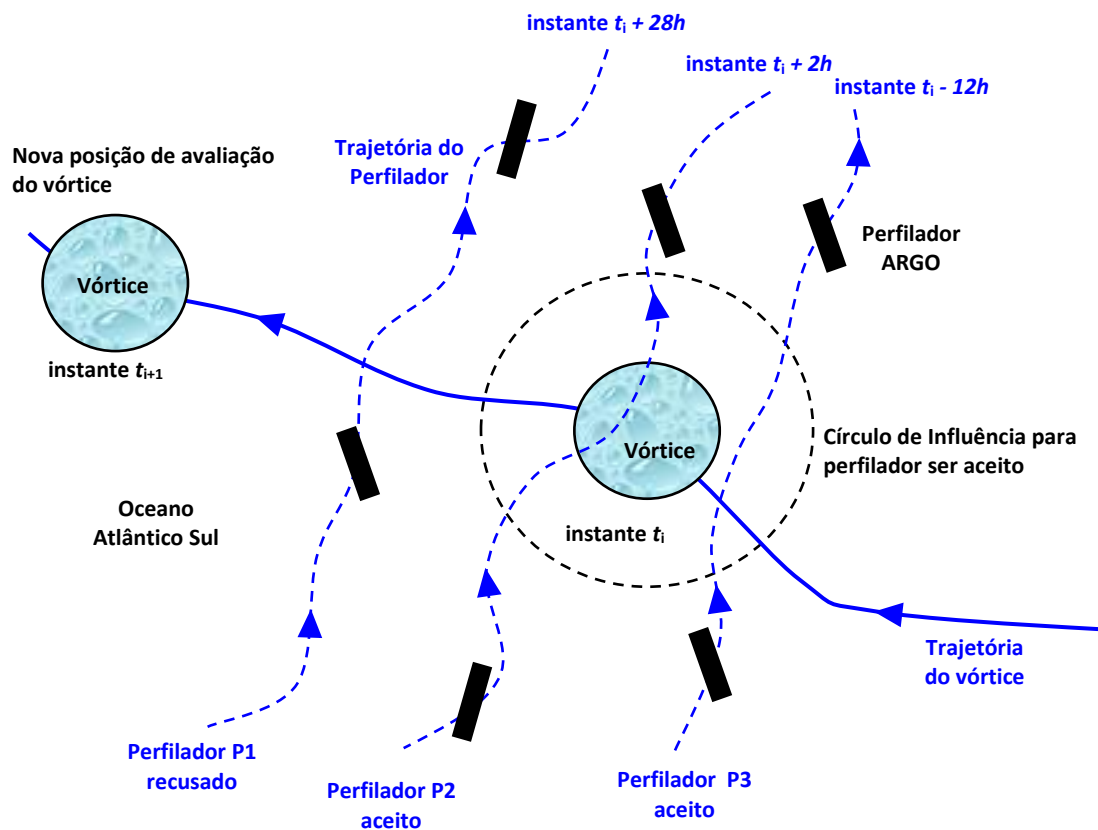 instante ti + 28h
instante ti + 2h
instante ti - 12h
Nova posição de avaliação
do vórtice
Trajetória do
Perfilador
Perfilador
ARGO
Vórtice
instante ti+1
Vórtice
Círculo de Influência para
perfilador ser aceito
instante ti
Oceano
Atlântico Sul
Trajetória
do vórtice
Perfilador P1
recusado
Perfilador P2
aceito
Perfilador P3
aceito